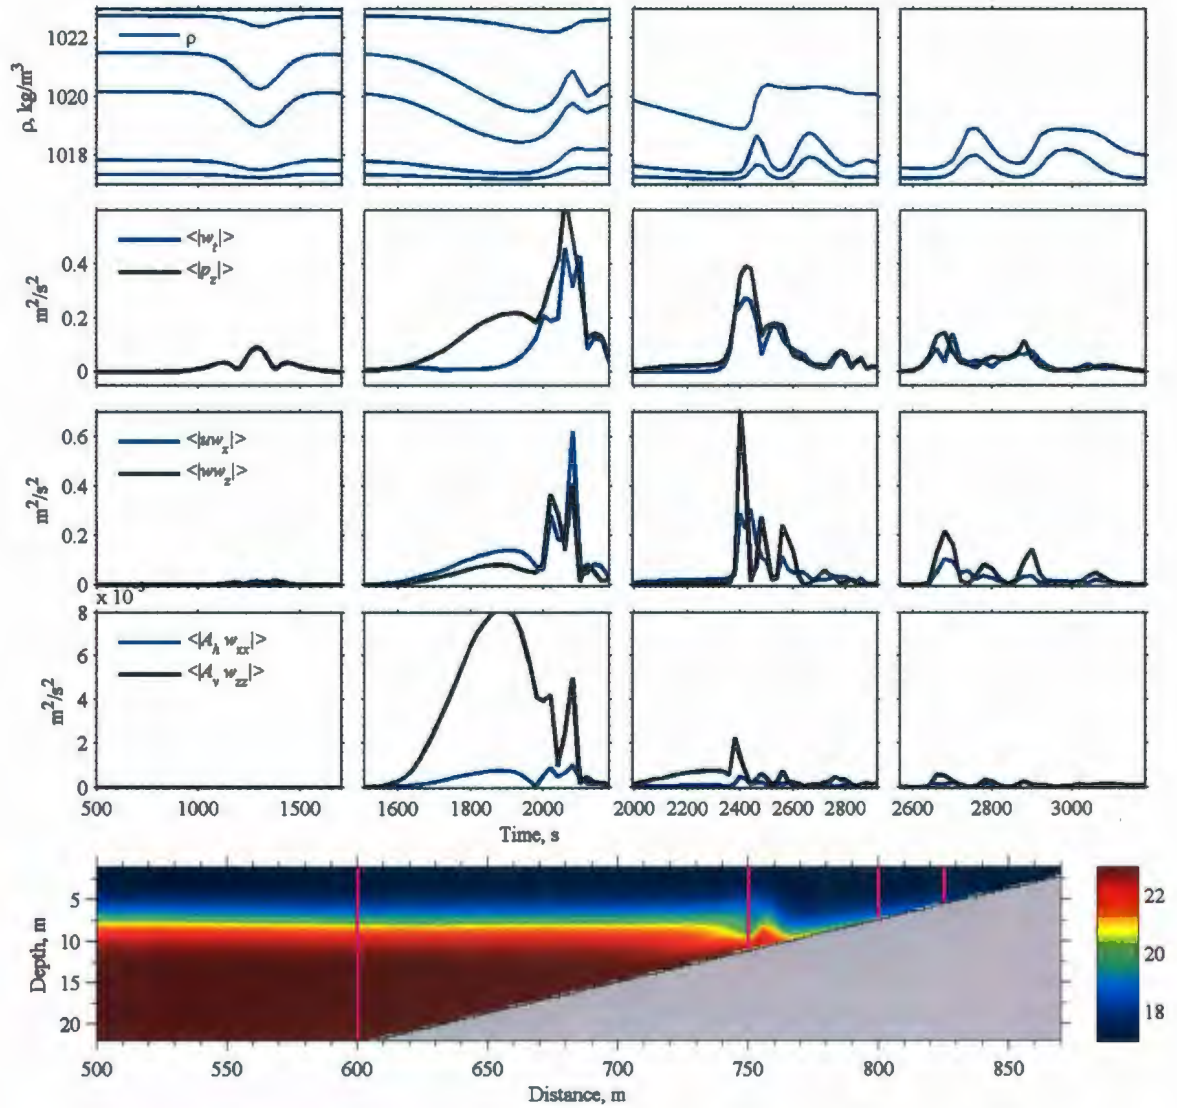 1022
1020
1018
ρ, kg/m³
ρ
0.4
0.2
0
m²/s²
<|w_t|>
<|p_z|>
0.6
0.4
0.2
0
m²/s²
<|uw_x|>
<|ww_z|>
8
6
4
2
0
m²/s²
<|A_h w_xx|>
<|A_v w_zz|>
500 1000 1500
1600 1800 2000
2000 2200 2400 2600 2800
2600 2800 3000
Time, s
5
10
15
20
Depth, m
22
20
18
500 600 650 700 750 800 850
Distance, m